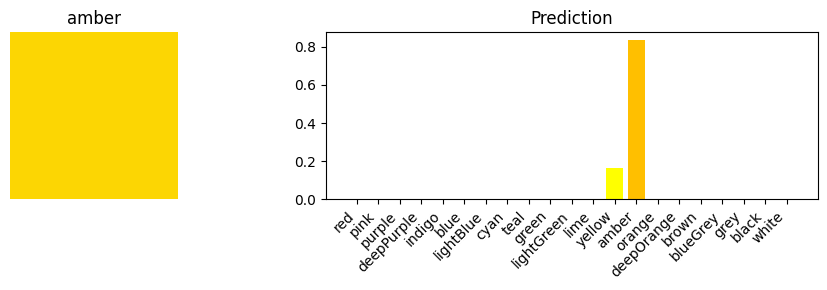 amber
Prediction
0.8
0.6
0.4
0.2
0.0
red
pink
purple
deepPurple
indigo
blue
lightBlue
cyan
teal
green
lightGreen
lime
yellow
amber
orange
deepOrange
brown
blueGrey
grey
black
white